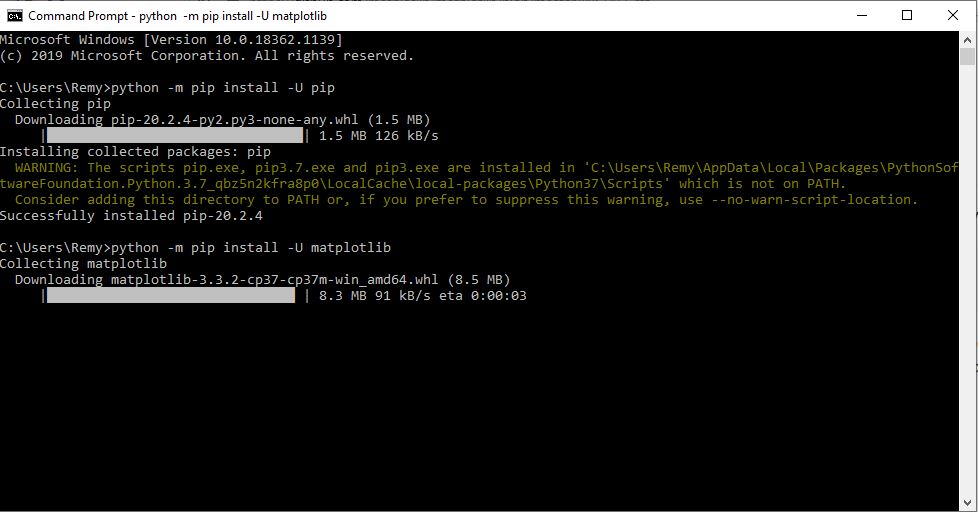 Command Prompt - python  -m pip install -U matplotlib
Microsoft Windows [Version 10.0.18362.1139]
(c) 2019 Microsoft Corporation. All rights reserved.
C:\Users\Remy>python -m pip install -U pip
Collecting pip
  Downloading pip-20.2.4-py2.py3-none-any.whl (1.5 MB)
     |████████████████████████████████| 1.5 MB 126 kB/s
Installing collected packages: pip
  WARNING: The scripts pip.exe, pip3.7.exe and pip3.exe are installed in 'C:\Users\Remy\AppData\Local\Packages\PythonSof
twareFoundation.Python.3.7_qbz5n2kfra8p0\LocalCache\local-packages\Python37\Scripts' which is not on PATH.
  Consider adding this directory to PATH or, if you prefer to suppress this warning, use --no-warn-script-location.
Successfully installed pip-20.2.4
C:\Users\Remy>python -m pip install -U matplotlib
Collecting matplotlib
  Downloading matplotlib-3.3.2-cp37-cp37m-win_amd64.whl (8.5 MB)
     |███████████████████████████████ | 8.3 MB 91 kB/s eta 0:00:03